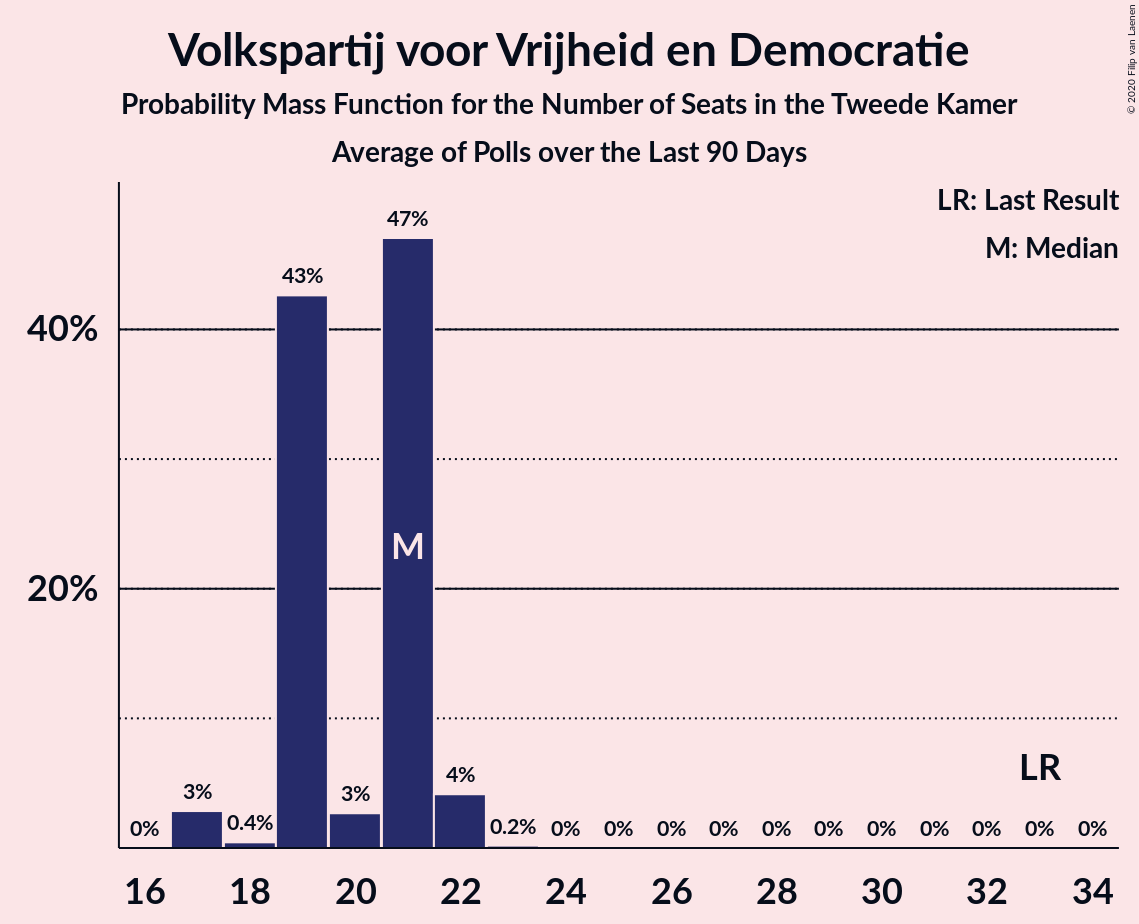 Volkspartij voor Vrijheid en Democratie
Probability Mass Function for the Number of Seats in the Tweede Kamer
Average of Polls over the Last 90 Days
© 2020 Filip van Laenen
LR: Last Result
M: Median
40%
20%
0% 3% 0.4% 43% 3% 47% 4% 0.2% 0% 0% 0% 0% 0% 0% 0% 0% 0% 0% 0%
M
LR
16 18 20 22 24 26 28 30 32 34